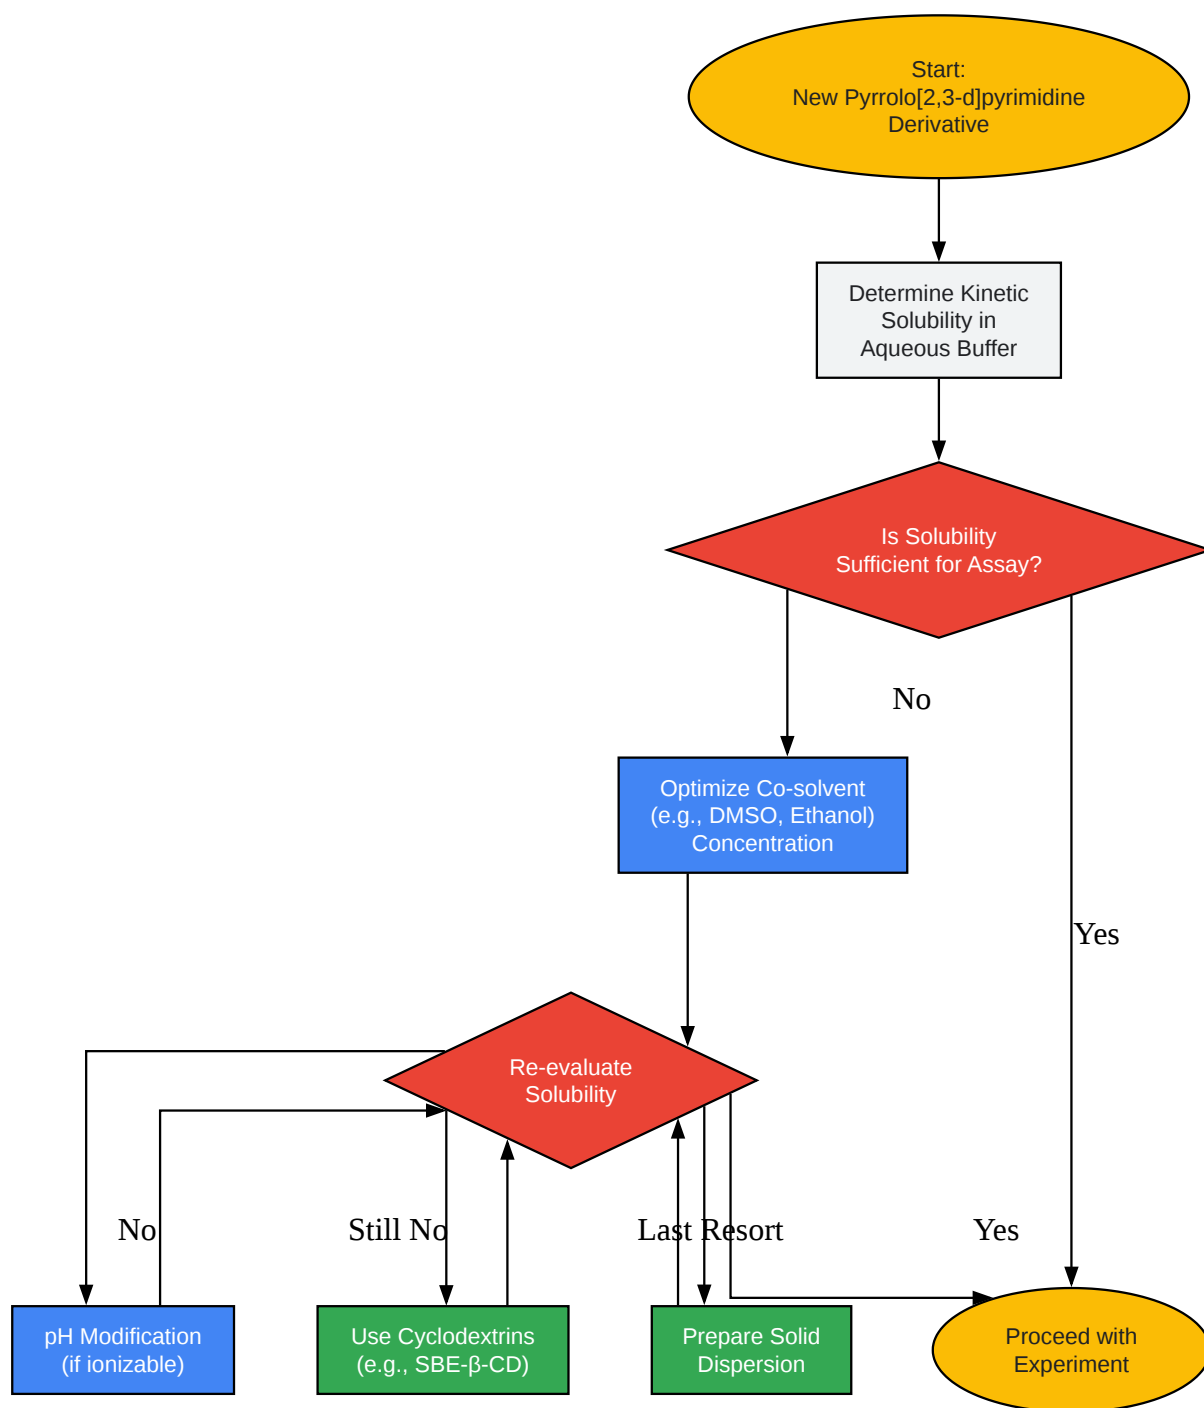 Start:
New Pyrrolo[2,3-d]pyrimidine
Derivative
Determine Kinetic
Solubility in
Aqueous Buffer
Is Solubility
Sufficient for Assay?
No
Optimize Co-solvent
(e.g., DMSO, Ethanol)
Concentration
Yes
Re-evaluate
Solubility
No
Still No
Last Resort
Yes
pH Modification
(if ionizable)
Use Cyclodextrins
(e.g., SBE-β-CD)
Prepare Solid
Dispersion
Proceed with
Experiment